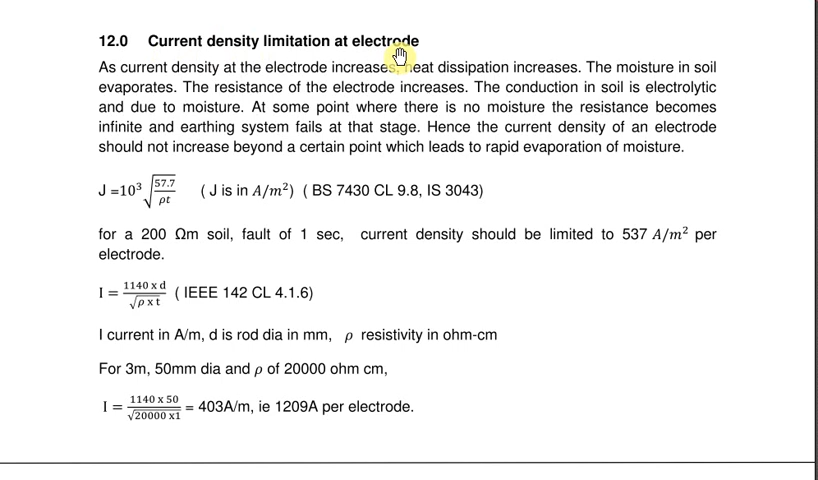 12.0 Current density limitation at electrode
As current density at the electrode increases, heat dissipation increases. The moisture in soil
evaporates. The resistance of the electrode increases. The conduction in soil is electrolytic
and due to moisture. At some point where there is no moisture the resistance becomes
infinite and earthing system fails at that stage. Hence the current density of an electrode
should not increase beyond a certain point which leads to rapid evaporation of moisture.
J =10³ √(57.7/ρt) ( J is in A/m²) ( BS 7430 CL 9.8, IS 3043)
for a 200 Ωm soil, fault of 1 sec, current density should be limited to 537 A/m² per
electrode.
I = (1140 x d)/√(ρ x t) ( IEEE 142 CL 4.1.6)
I current in A/m, d is rod dia in mm, ρ resistivity in ohm-cm
For 3m, 50mm dia and ρ of 20000 ohm cm,
I = (1140 x 50)/√(20000 x1) = 403A/m, ie 1209A per electrode.